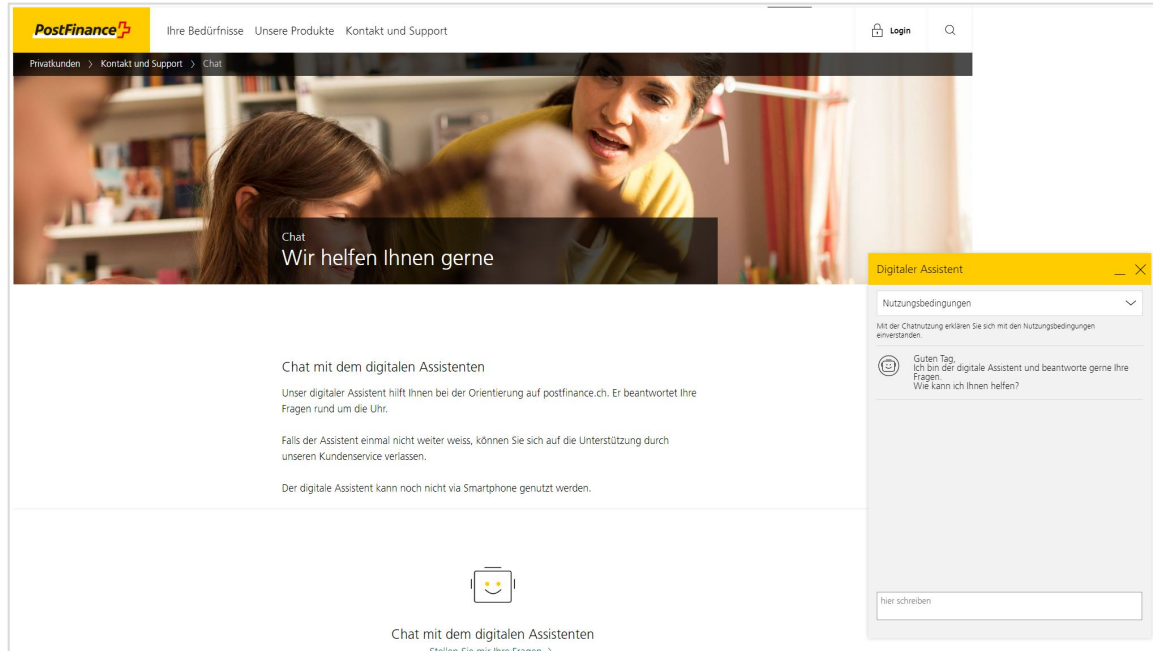 PostFinance
Ihre Bedürfnisse Unsere Produkte Kontakt und Support
Login
Privatkunden > Kontakt und Support > Chat
Chat
Wir helfen Ihnen gerne
Chat mit dem digitalen Assistenten
Unser digitaler Assistent hilft Ihnen bei der Orientierung auf postfinance.ch. Er beantwortet Ihre
Fragen rund um die Uhr.
Falls der Assistent einmal nicht weiter weiss, können Sie sich auf die Unterstützung durch
unseren Kundenservice verlassen.
Der digitale Assistent kann noch nicht via Smartphone genutzt werden.
Chat mit dem digitalen Assistenten
Stellen Sie mir Ihre Fragen >
Digitaler Assistent
Nutzungsbedingungen
Mit der Chatnutzung erklären Sie sich mit den Nutzungsbedingungen
einverstanden.
Guten Tag,
Ich bin der digitale Assistent und beantworte gerne Ihre
Fragen.
Wie kann ich Ihnen helfen?
hier schreiben